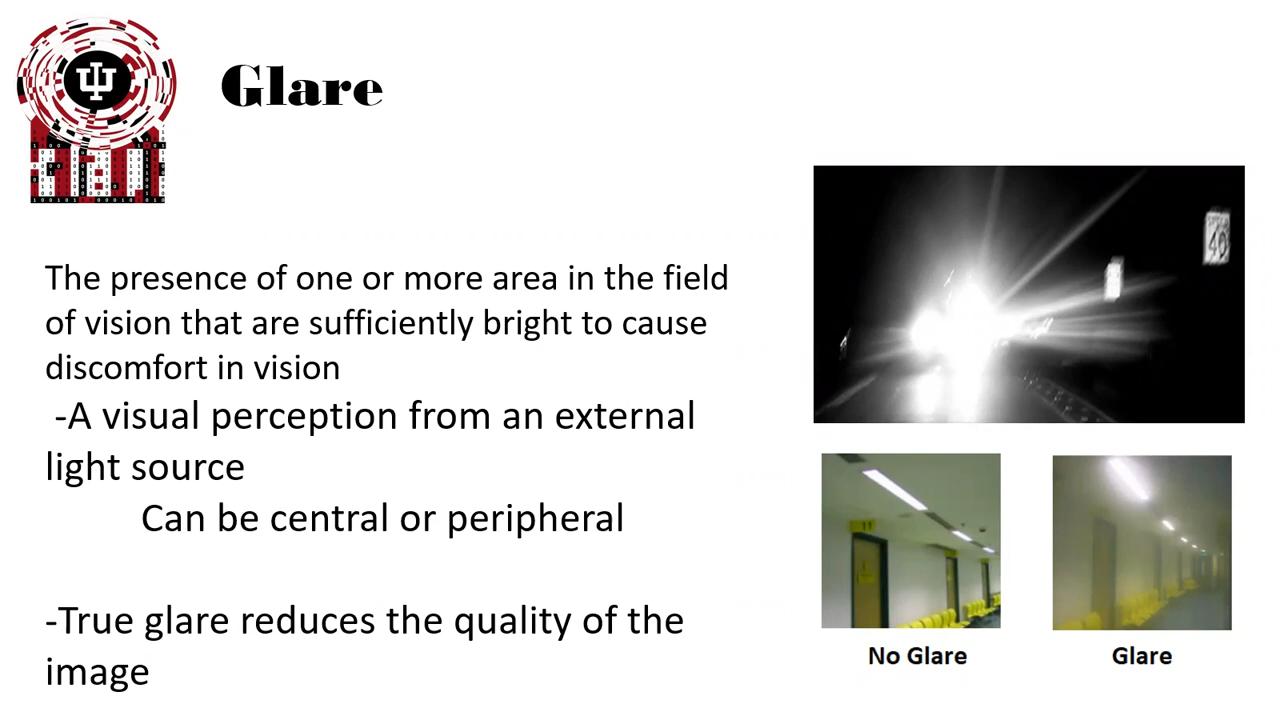 Glare
The presence of one or more area in the field
of vision that are sufficiently bright to cause
discomfort in vision
-A visual perception from an external
light source
Can be central or peripheral
-True glare reduces the quality of the
image
40
No Glare
Glare